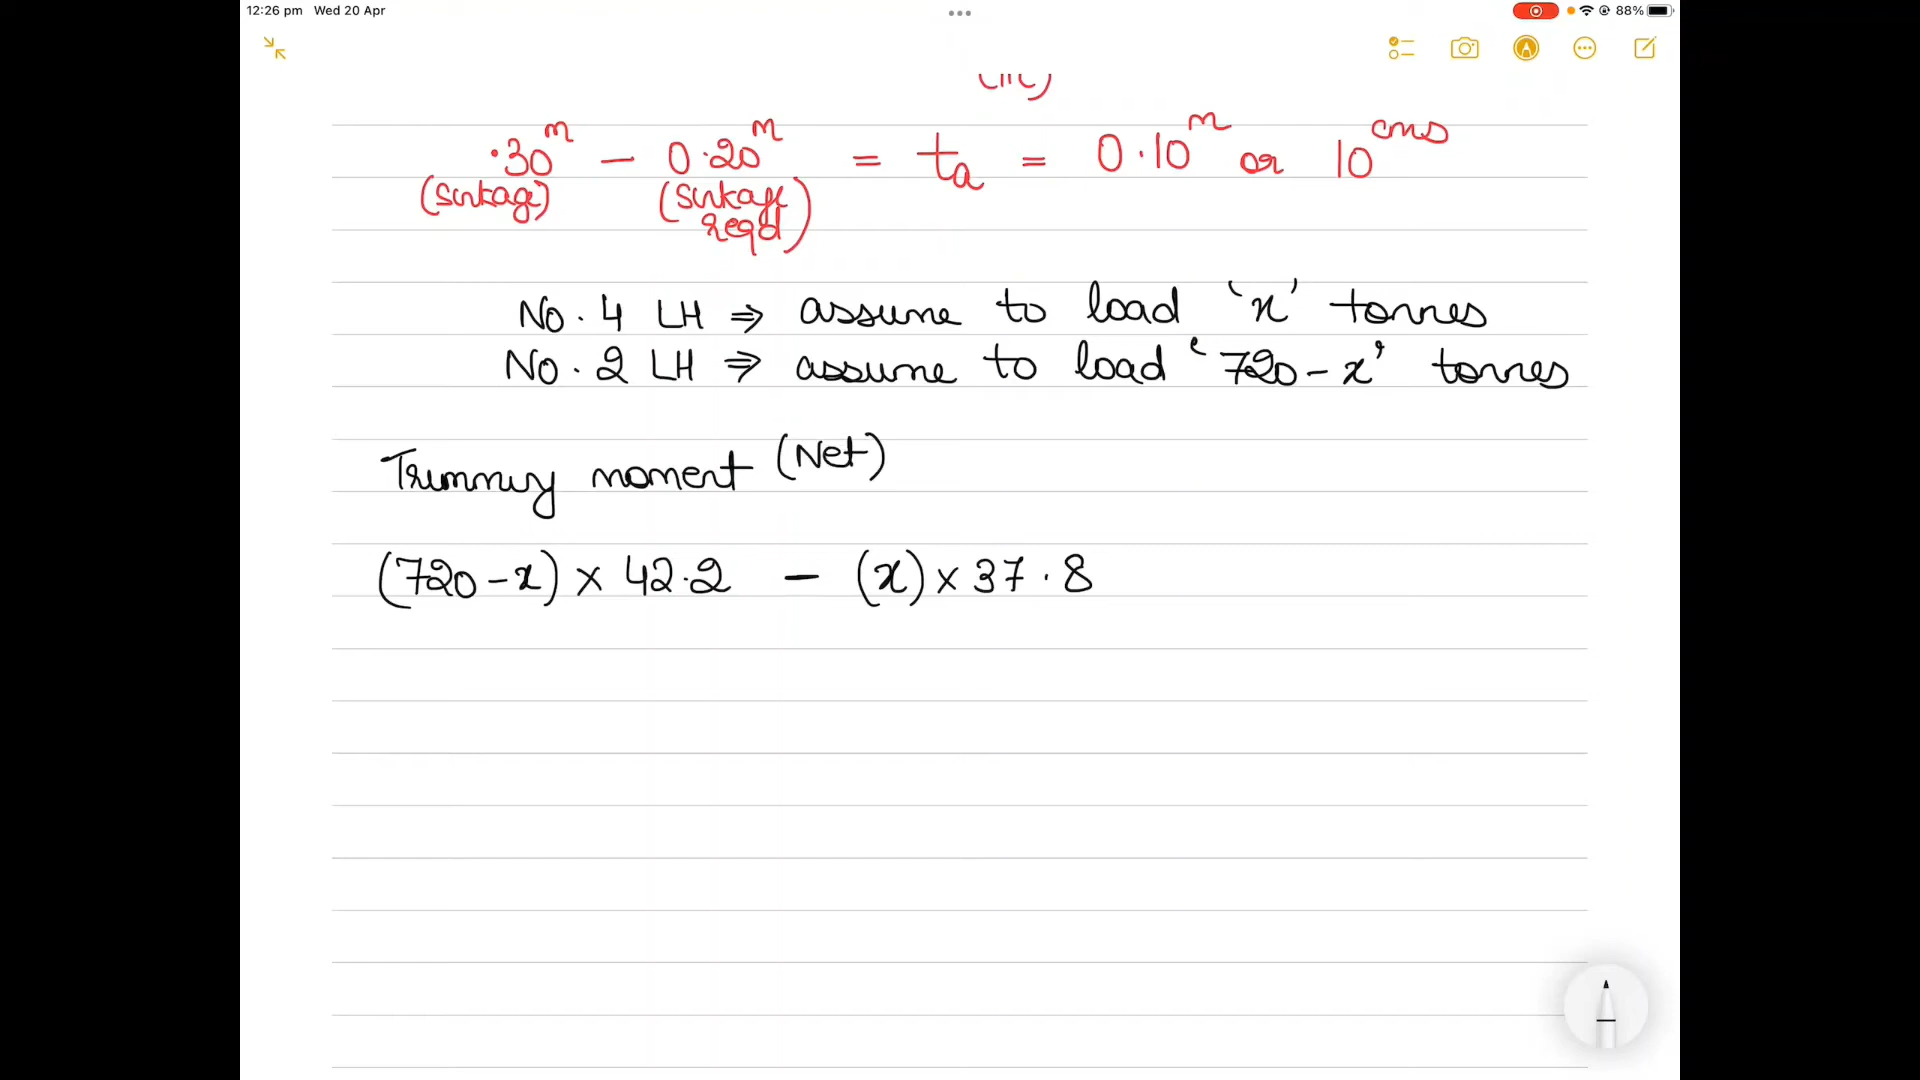 12:26 pm Wed 20 Apr 88%
.30ᵐ – 0.20ᵐ = tₐ = 0.10ᵐ or 10ᶜᵐˢ
(sinkage) (sinkage reqd)
No. 4 LH ⇒ assume to load 'x' tonnes
No. 2 LH ⇒ assume to load '720-x' tonnes
Trimming moment (Net)
(720-x) × 42.2 – (x) × 37.8